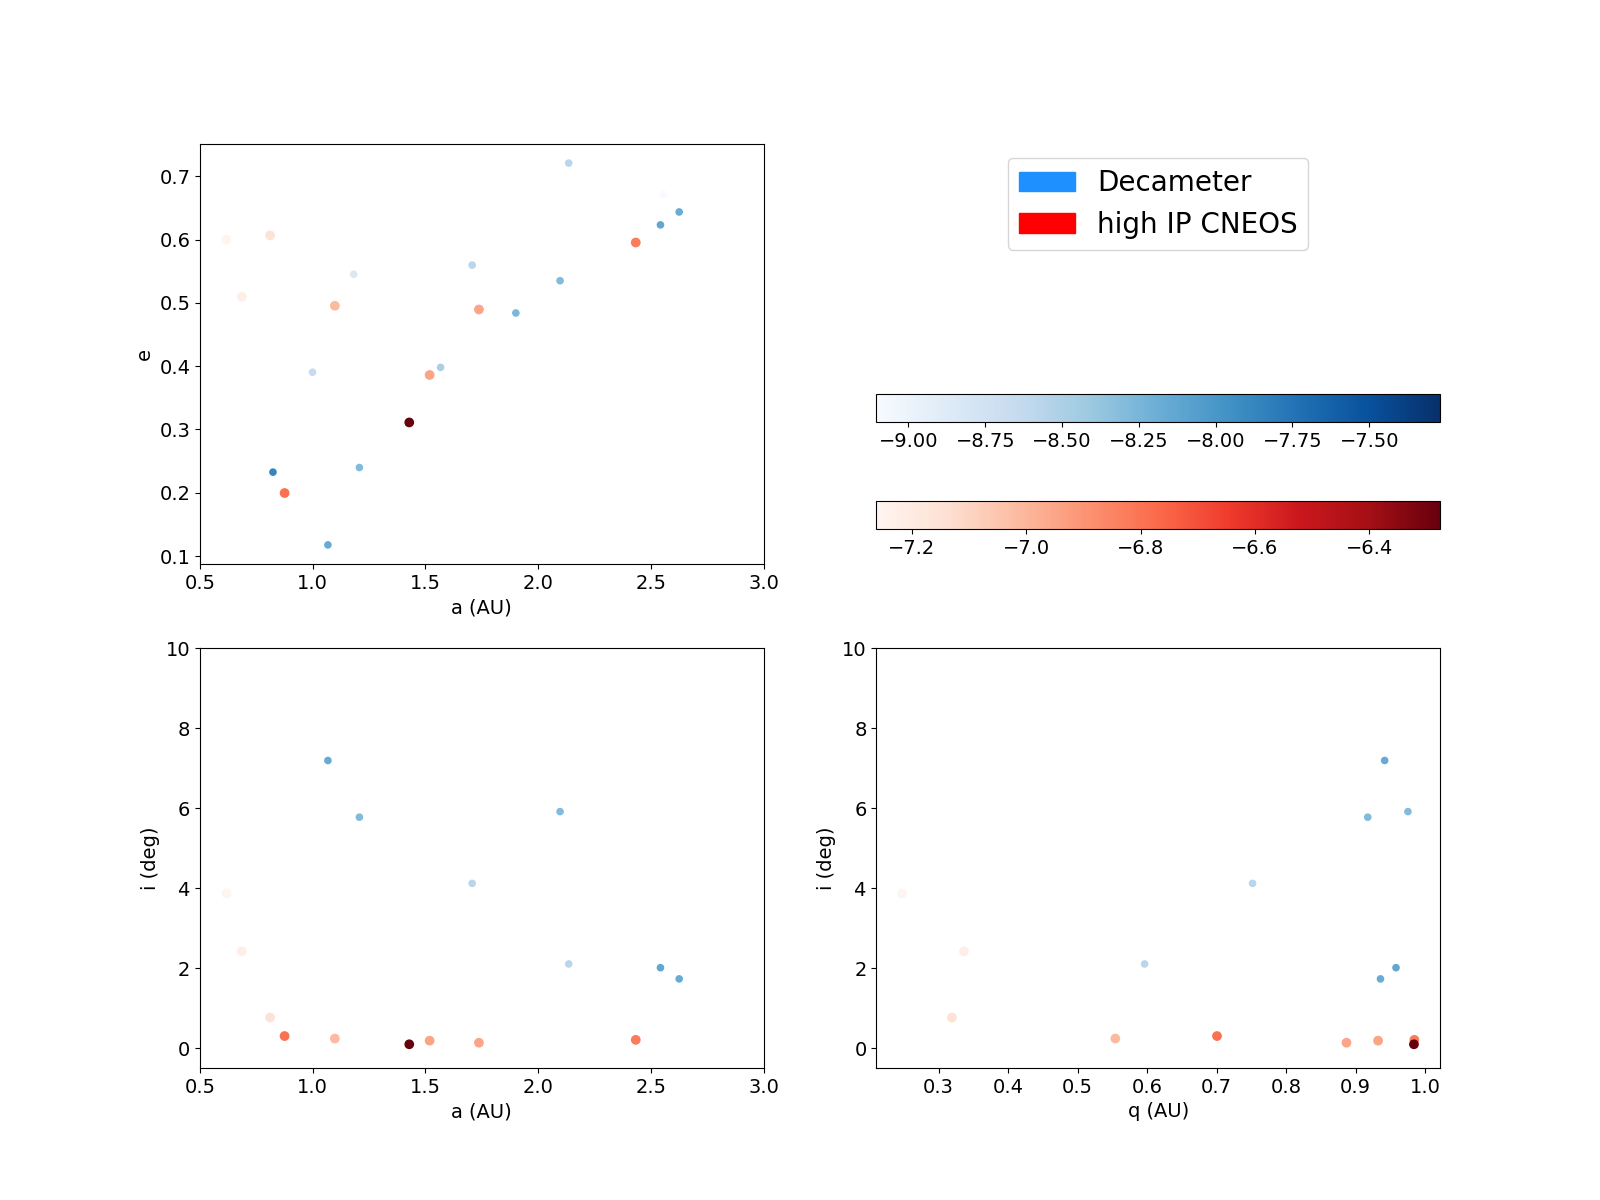 0.7
0.6
0.5
0.4
0.3
0.2
0.1
e
0.5 1.0 1.5 2.0 2.5 3.0
a (AU)
Decameter
high IP CNEOS
−9.00 −8.75 −8.50 −8.25 −8.00 −7.75 −7.50
−7.2 −7.0 −6.8 −6.6 −6.4
10
8
6
4
2
0
i (deg)
0.5 1.0 1.5 2.0 2.5 3.0
a (AU)
10
8
6
4
2
0
i (deg)
0.3 0.4 0.5 0.6 0.7 0.8 0.9 1.0
q (AU)